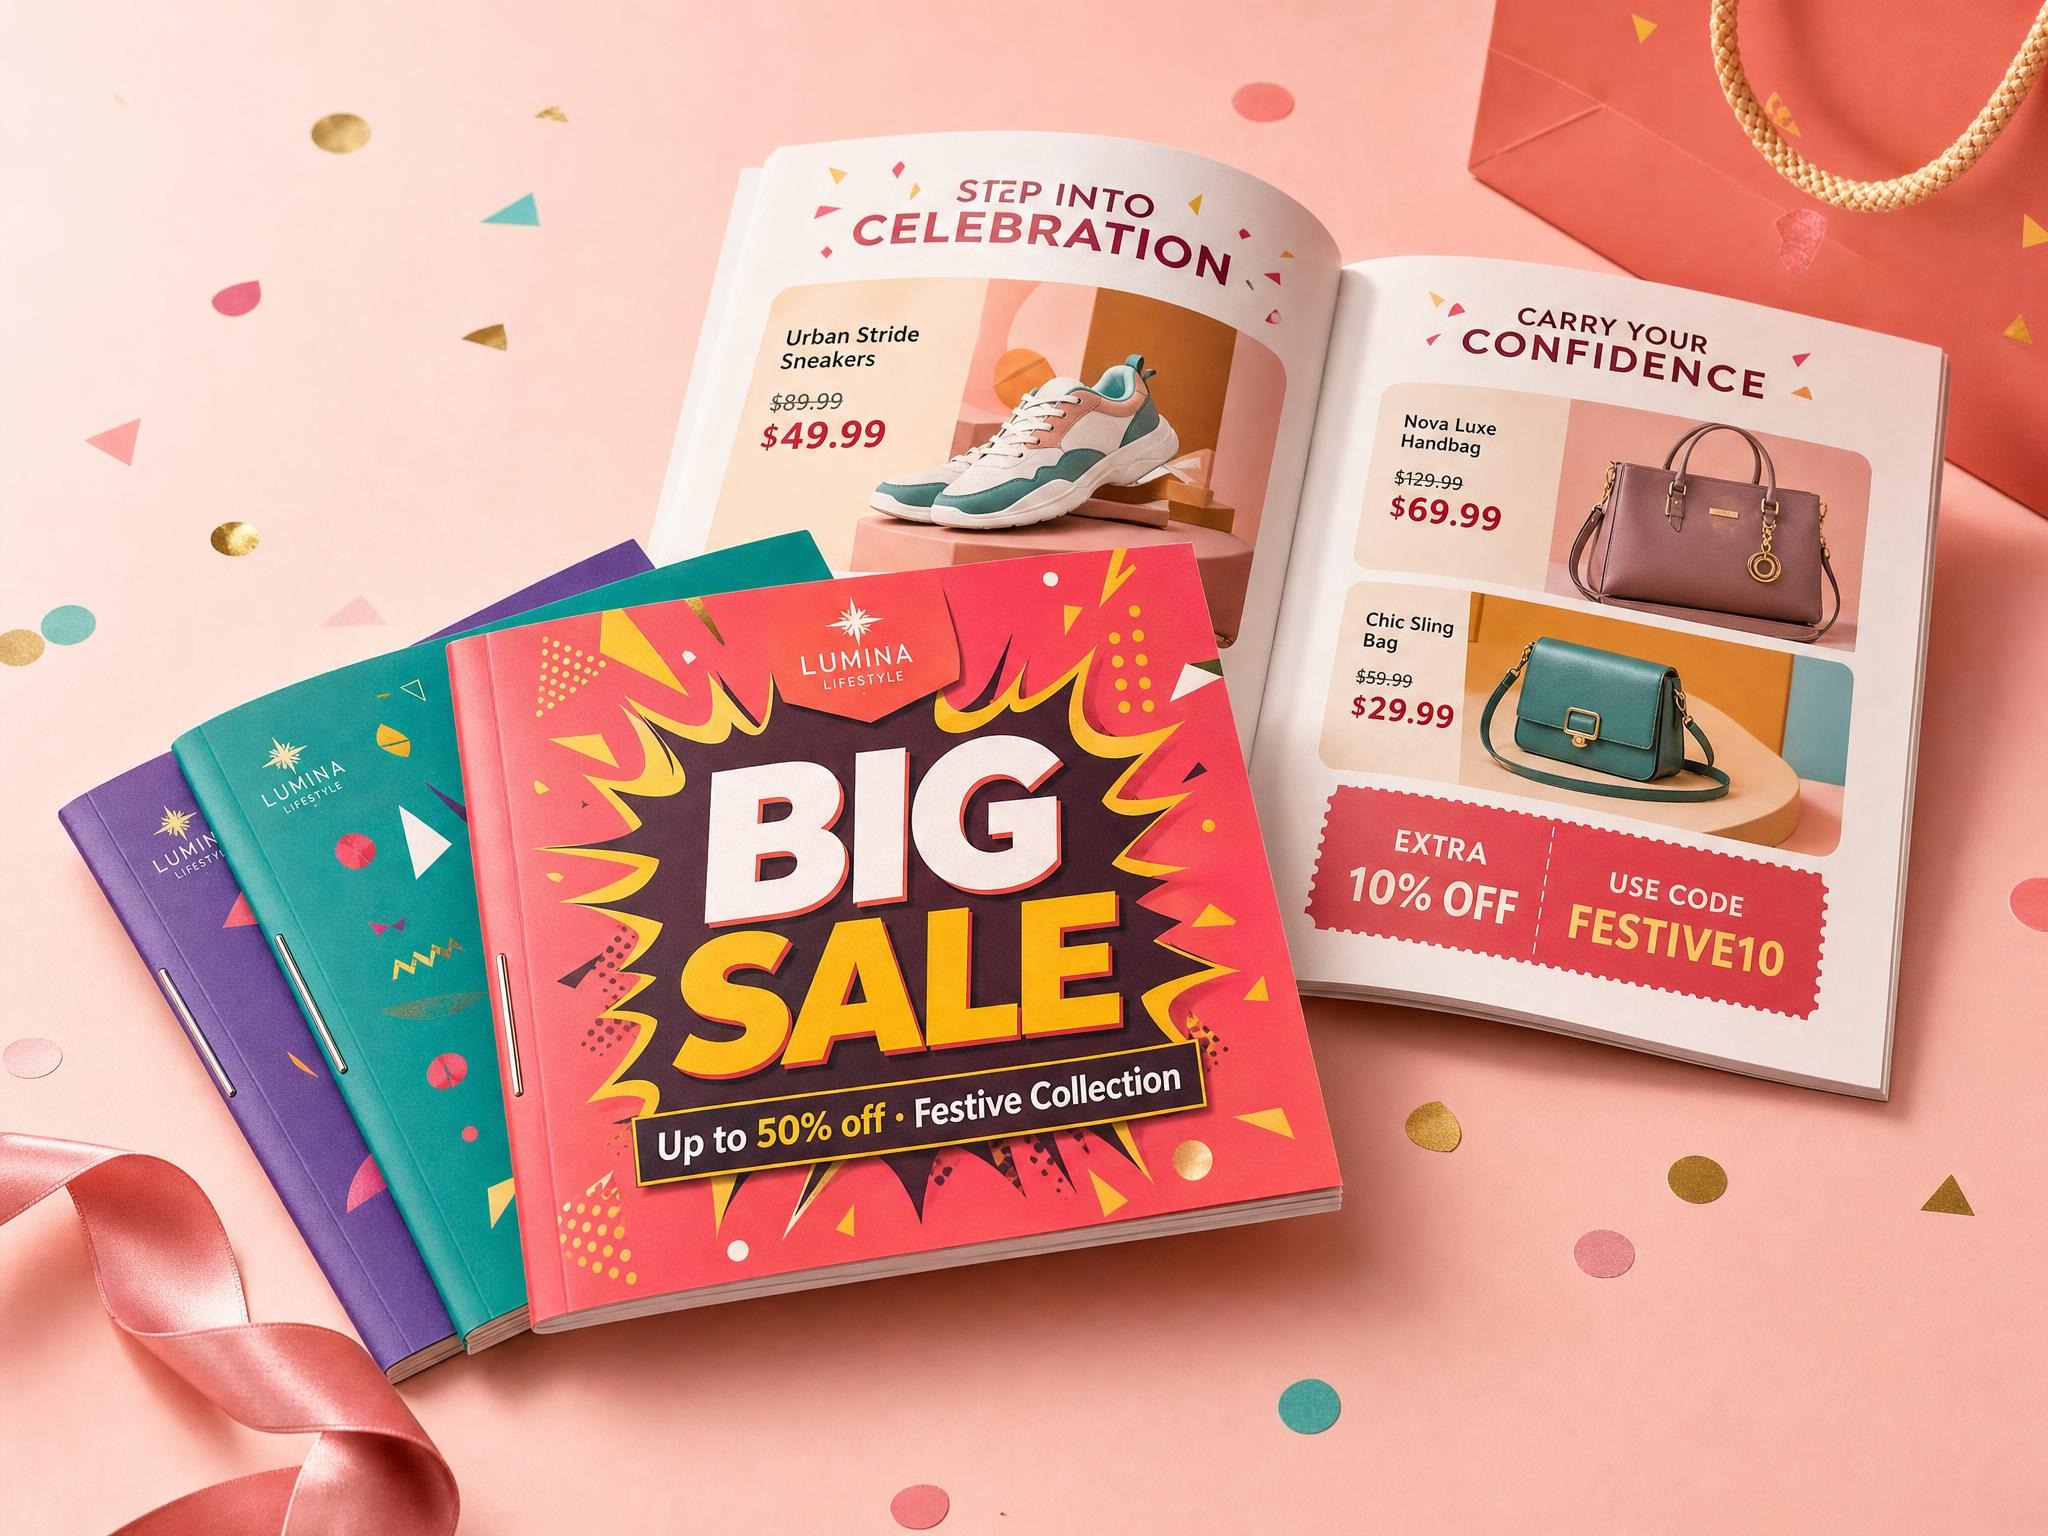 STEP INTO
CELEBRATION
Urban Stride
Sneakers
$89.99
$49.99
CARRY YOUR
CONFIDENCE
Nova Luxe
Handbag
$129.99
$69.99
Chic Sling
Bag
$59.99
$29.99
EXTRA
10% OFF
USE CODE
FESTIVE10
LUMINA
LIFESTYLE
LUMINA
LIFESTYLE
BIG
SALE
Up to 50% off · Festive Collection